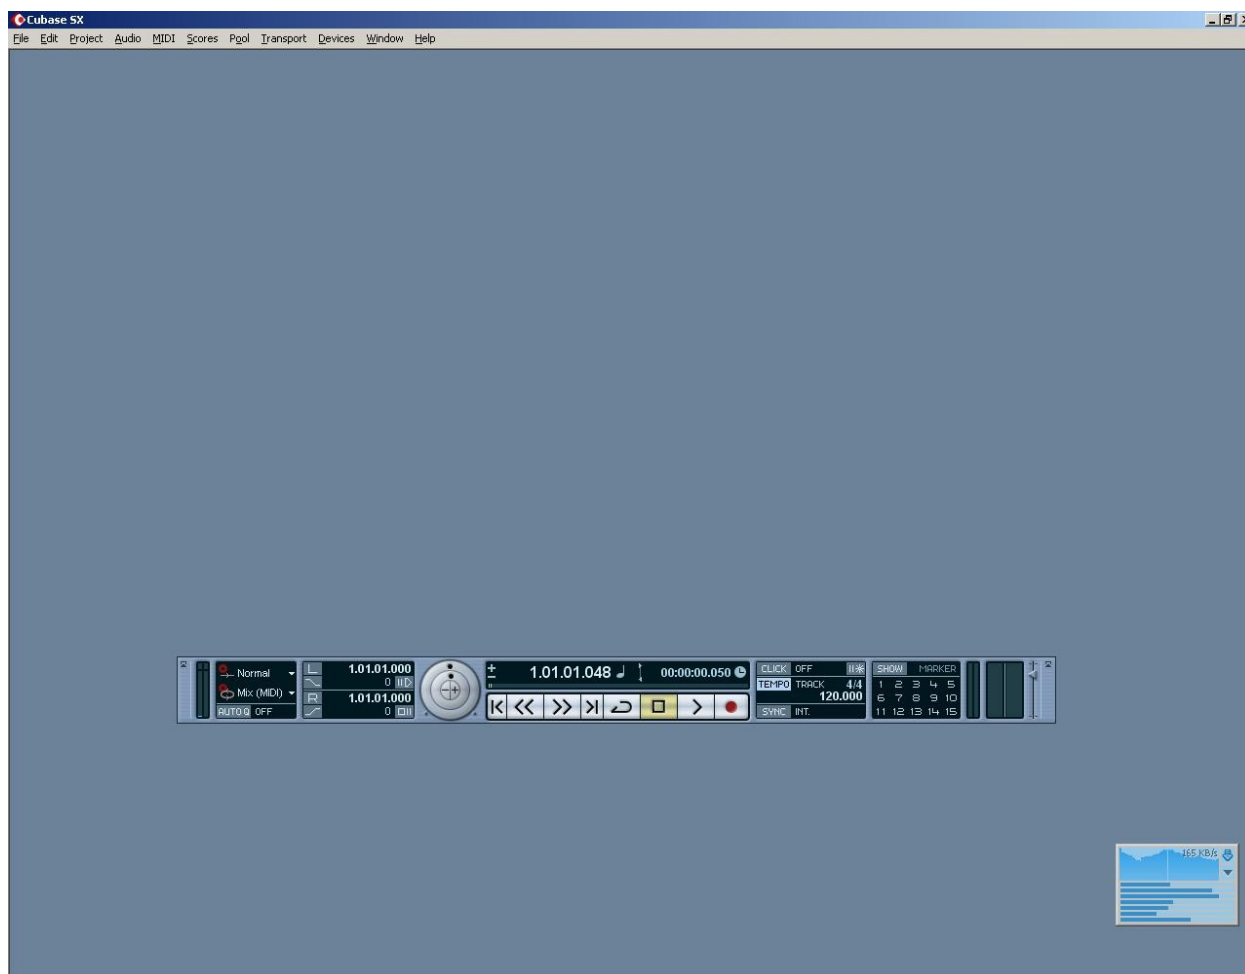 Cubase SX
File Edit Project Audio MIDI Scores Pool Transport Devices Window Help
Normal
Mix (MIDI)
AUTO Q OFF
L 1.01.01.000
0
R 1.01.01.000
0
1.01.01.048 00:00:00.050
CLICK OFF
TEMPO TRACK 4/4
120.000
SYNC INT.
SHOW MARKER
1 2 3 4 5
6 7 8 9 10
11 12 13 14 15
165 KB/s